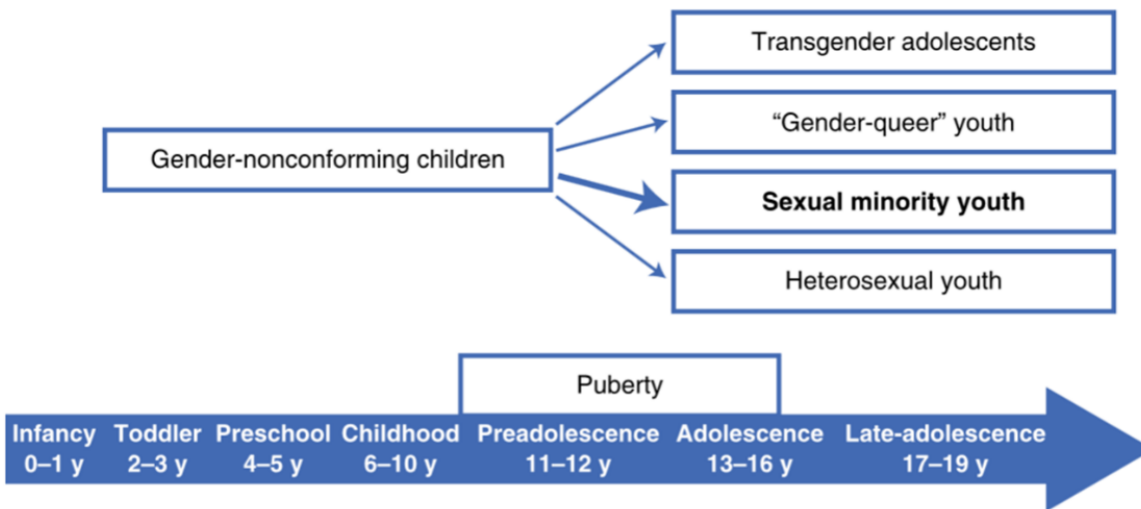 Transgender adolescents
Gender-nonconforming children
“Gender-queer” youth
Sexual minority youth
Heterosexual youth
Puberty
Infancy Toddler Preschool Childhood Preadolescence Adolescence Late-adolescence
0–1 y 2–3 y 4–5 y 6–10 y 11–12 y 13–16 y 17–19 y